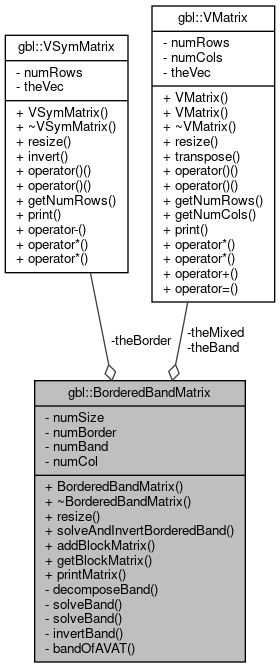 gbl::VSymMatrix
- numRows
- theVec
+ VSymMatrix()
+ ~VSymMatrix()
+ resize()
+ invert()
+ operator()()
+ operator()()
+ getNumRows()
+ print()
+ operator-()
+ operator*()
+ operator*()
gbl::VMatrix
- numRows
- numCols
- theVec
+ VMatrix()
+ VMatrix()
+ ~VMatrix()
+ resize()
+ transpose()
+ operator()()
+ operator()()
+ getNumRows()
+ getNumCols()
+ print()
+ operator*()
+ operator*()
+ operator+()
+ operator=()
-theBorder
-theMixed
-theBand
gbl::BorderedBandMatrix
- numSize
- numBorder
- numBand
- numCol
+ BorderedBandMatrix()
+ ~BorderedBandMatrix()
+ resize()
+ solveAndInvertBorderedBand()
+ addBlockMatrix()
+ getBlockMatrix()
+ printMatrix()
- decomposeBand()
- solveBand()
- solveBand()
- invertBand()
- bandOfAVAT()